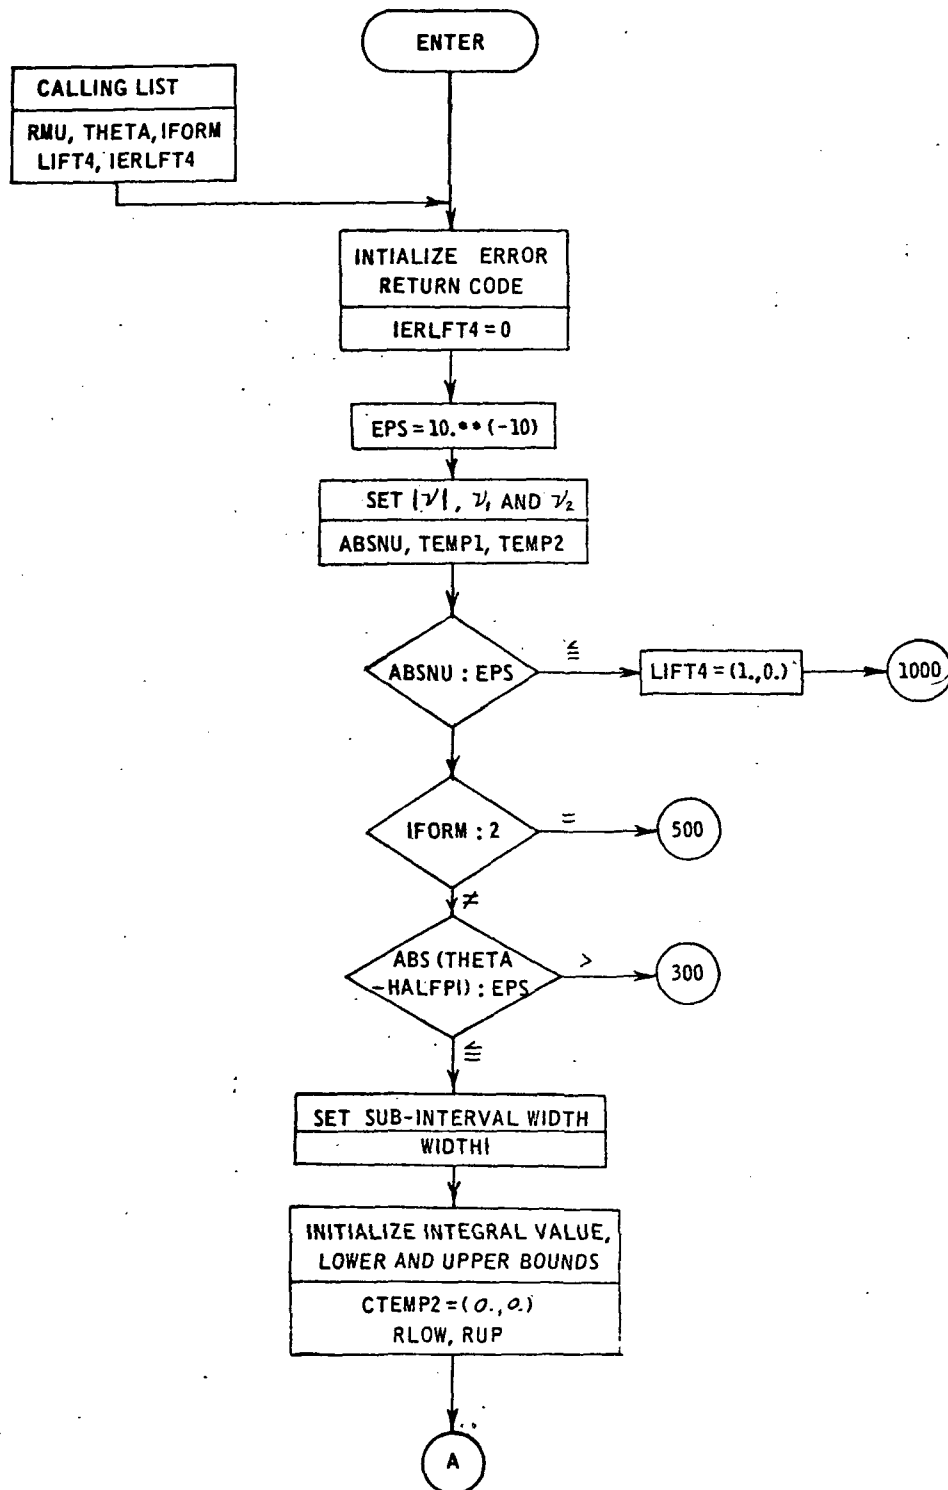 ENTER
CALLING LIST
RMU, THETA, IFORM
LIFT4, IERLFT4
INTIALIZE ERROR
RETURN CODE
IERLFT4 = 0
EPS = 10.** (-10)
SET |ν|, ν₁ AND ν₂
ABSNU, TEMP1, TEMP2
ABSNU : EPS
≦
LIFT4 = (1.,0.)
1000
IFORM : 2
=
500
≠
ABS (THETA
-HALFPI) : EPS
>
300
≦
SET SUB-INTERVAL WIDTH
WIDTH1
INITIALIZE INTEGRAL VALUE,
LOWER AND UPPER BOUNDS
CTEMP2 = (0., 0.)
RLOW, RUP
A